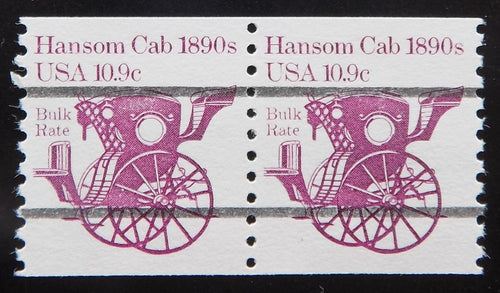 Hansom Cab 1890s
USA 10.9c
Bulk
Rate
Hansom Cab 1890s
USA 10.9c
Bulk
Rate